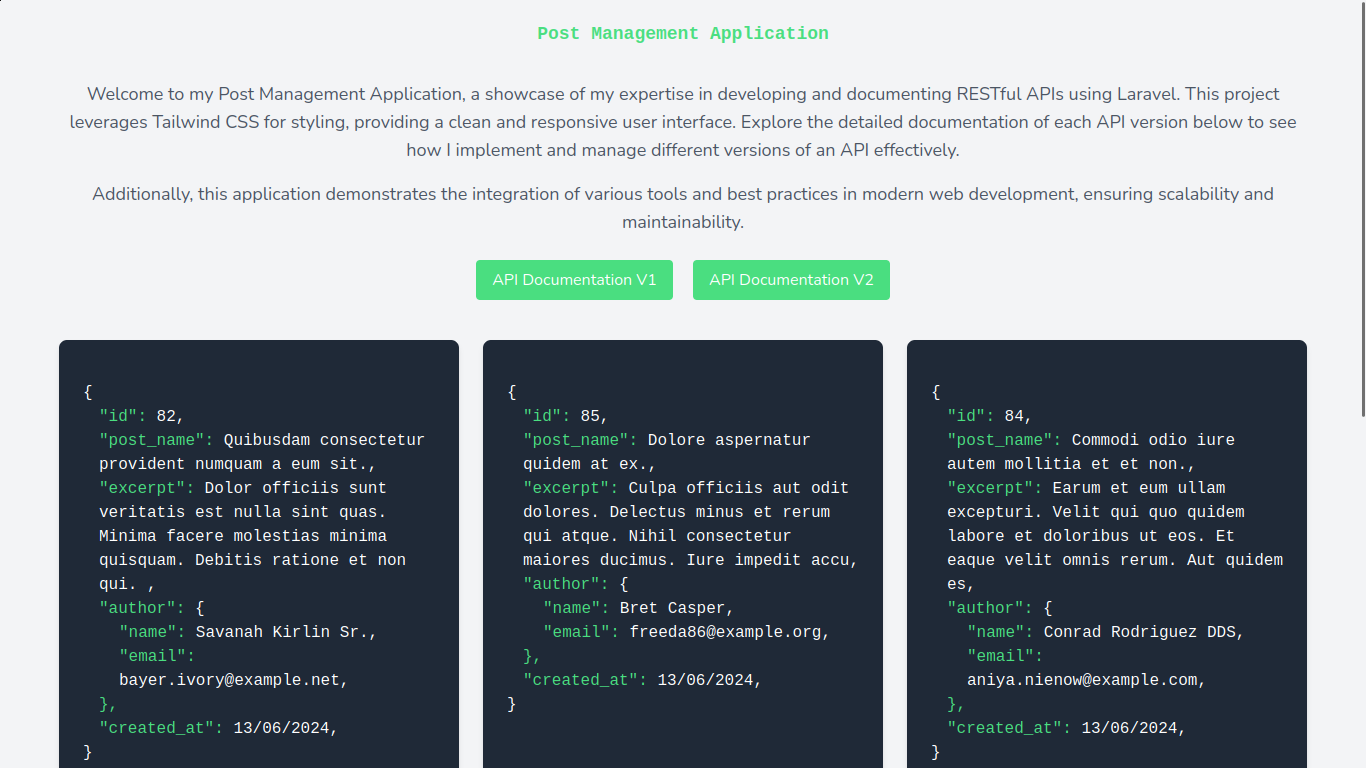 Post Management Application
Welcome to my Post Management Application, a showcase of my expertise in developing and documenting RESTful APIs using Laravel. This project
leverages Tailwind CSS for styling, providing a clean and responsive user interface. Explore the detailed documentation of each API version below to see
how I implement and manage different versions of an API effectively.
Additionally, this application demonstrates the integration of various tools and best practices in modern web development, ensuring scalability and
maintainability.
API Documentation V1
API Documentation V2
{
"id": 82,
"post_name": Quibusdam consectetur
provident numquam a eum sit.,
"excerpt": Dolor officiis sunt
veritatis est nulla sint quas.
Minima facere molestias minima
quisquam. Debitis ratione et non
qui. ,
"author": {
"name": Savanah Kirlin Sr.,
"email":
bayer.ivory@example.net,
},
"created_at": 13/06/2024,
}
{
"id": 85,
"post_name": Dolore aspernatur
quidem at ex.,
"excerpt": Culpa officiis aut odit
dolores. Delectus minus et rerum
qui atque. Nihil consectetur
maiores ducimus. Iure impedit accu,
"author": {
"name": Bret Casper,
"email": freeda86@example.org,
},
"created_at": 13/06/2024,
}
{
"id": 84,
"post_name": Commodi odio iure
autem mollitia et et non.,
"excerpt": Earum et eum ullam
excepturi. Velit qui quo quidem
labore et doloribus ut eos. Et
eaque velit omnis rerum. Aut quidem
es,
"author": {
"name": Conrad Rodriguez DDS,
"email":
aniya.nienow@example.com,
},
"created_at": 13/06/2024,
}